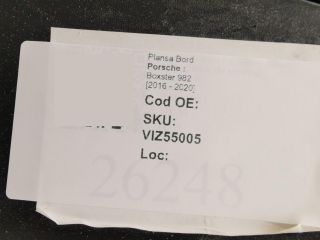 Plansa Bord
Porsche :
Boxster 982
[2016 - 2020]
Cod OE:
SKU:
VIZ55005
Loc:
26248